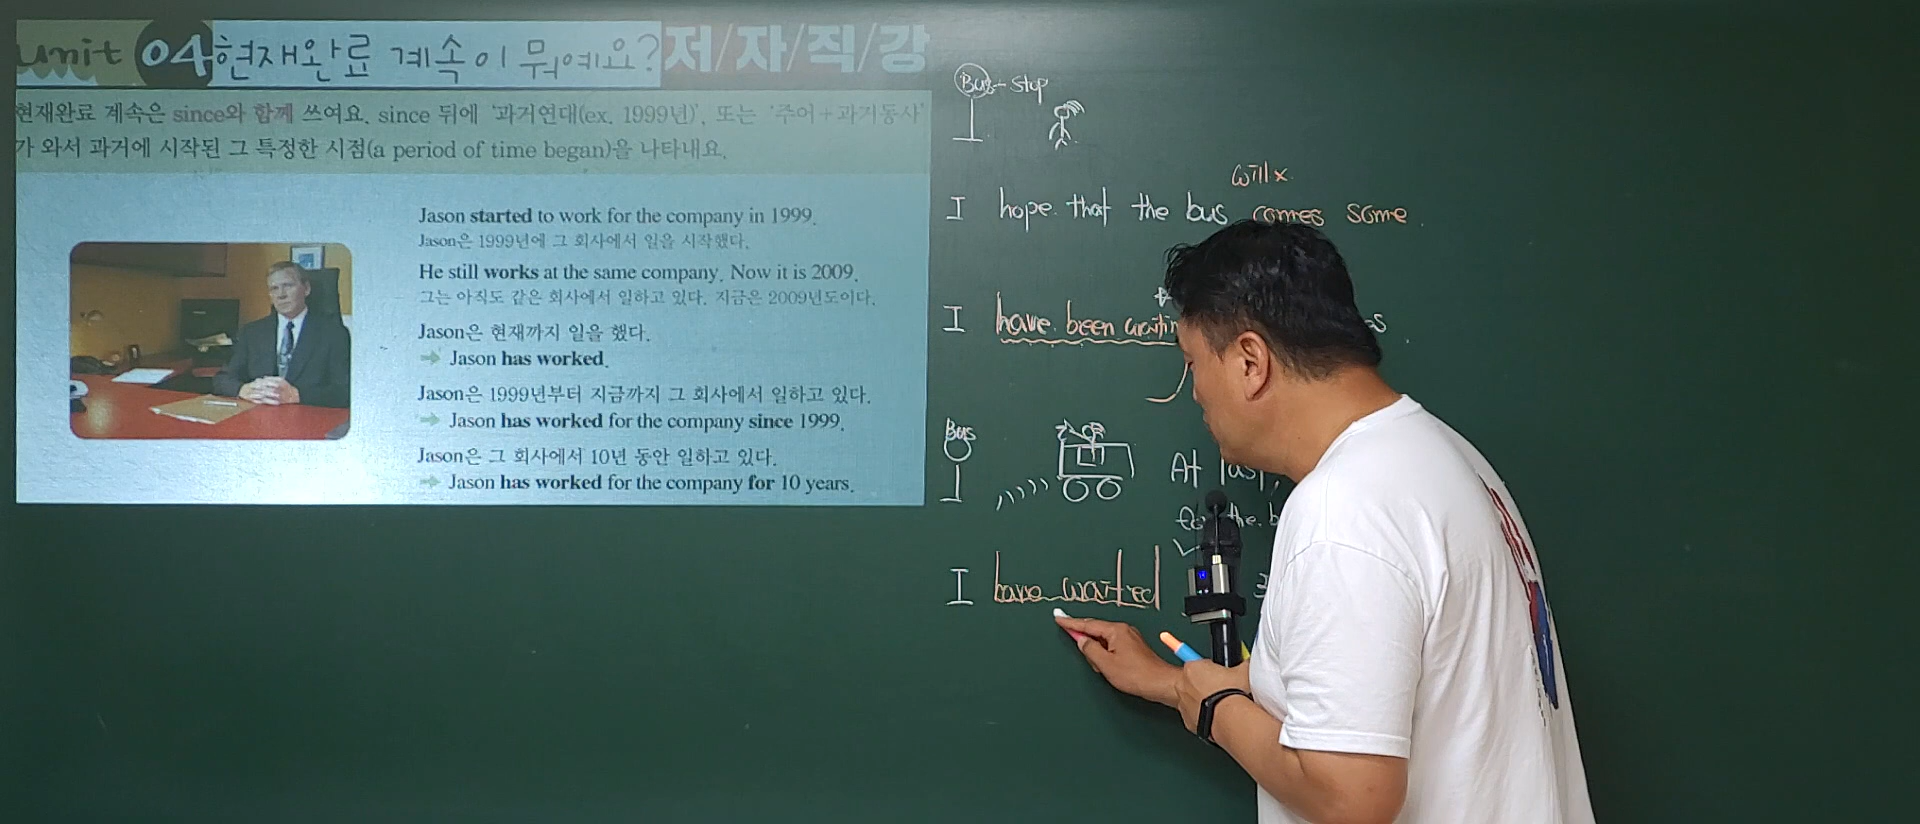 unit 04 현재완료 계속이 뭐예요? 저/자/직/강
현재완료 계속은 since와 함께 쓰여요. since 뒤에 '과거연대(ex. 1999년)', 또는 '주어+과거동사'
가 와서 과거에 시작된 그 특정한 시점(a period of time began)을 나타내요.
Jason started to work for the company in 1999.
Jason은 1999년에 그 회사에서 일을 시작했다.
He still works at the same company. Now it is 2009.
그는 아직도 같은 회사에서 일하고 있다. 지금은 2009년도이다.
Jason은 현재까지 일을 했다.
Jason has worked.
Jason은 1999년부터 지금까지 그 회사에서 일하고 있다.
Jason has worked for the company since 1999.
Jason은 그 회사에서 10년 동안 일하고 있다.
Jason has worked for the company for 10 years.
Bus-stop
will x
I hope that the bus comes some.
I have been waitin
Bus
At last,
the b
I have waited